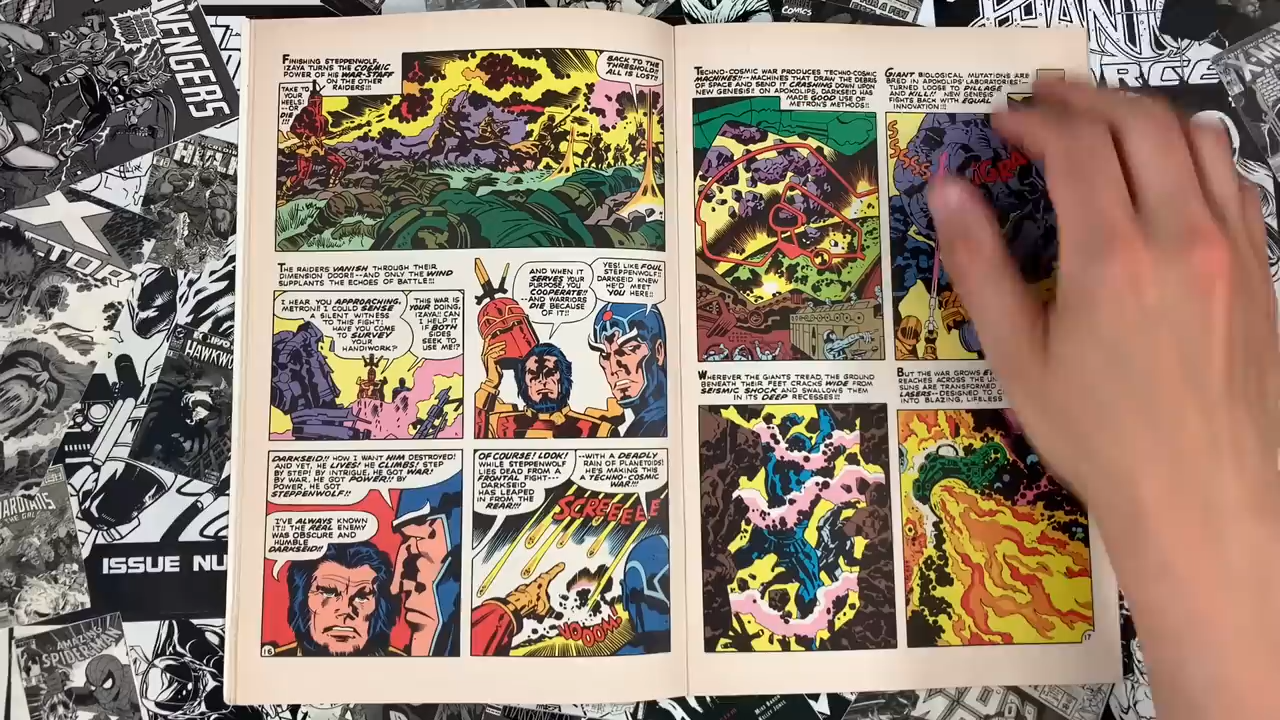 FINISHING STEPPENWOLF,
IZAYA TURNS THE COSMIC
POWER OF HIS WAR-STAFF
ON THE OTHER
RAIDERS!!!
TAKE TO
YOUR
HEELS!
--OR
DIE
!!!
BACK TO THE
THRESHOLD!!
ALL IS LOST!!
THE RAIDERS VANISH THROUGH THEIR
DIMENSION DOOR!!--AND ONLY THE WIND
SUPPLANTS THE ECHOES OF BATTLE!!!
I HEAR YOU APPROACHING,
METRON!! I COULD SENSE
A SILENT WITNESS
TO THIS FIGHT!
HAVE YOU COME
TO SURVEY
YOUR
HANDIWORK?
THIS WAR IS
YOUR DOING,
IZAYA!! CAN
I HELP IT
IF BOTH
SIDES
SEEK TO
USE ME!?
AND WHEN IT
SERVES YOUR
PURPOSE, YOU
COOPERATE!!
--AND WARRIORS
DIE BECAUSE
OF IT!!
YES! LIKE FOUL
STEPPENWOLF!!
DARKSEID KNEW
HE'D MEET
YOU HERE!!
DARKSEID!! HOW I WANT HIM DESTROYED!
AND YET, HE LIVES! HE CLIMBS! STEP
BY STEP! BY INTRIGUE, HE GOT WAR!
BY WAR, HE GOT POWER!! BY
POWER, HE GOT
STEPPENWOLF!!
I'VE ALWAYS KNOWN
IT!! THE REAL ENEMY
WAS OBSCURE AND
HUMBLE
DARKSEID!!
OF COURSE! LOOK!
WHILE STEPPENWOLF
LIES DEAD FROM A
FRONTAL FIGHT---
DARKSEID
HAS LEAPED
IN FROM THE
REAR!!!
--WITH A DEADLY
RAIN OF PLANETOIDS!
HE'S MAKING THIS
A TECHNO-COSMIC
WAR!!!
SCREEEEE
VOOOM!
16
TECHNO-COSMIC WAR PRODUCES TECHNO-COSMIC
MACHINES!!--MACHINES THAT DRAW THE DEBRIS
OF SPACE AND SEND IT CRASHING DOWN UPON
NEW GENESIS!! ON APOKOLIPS, DARKSEID HAS
MADE GOOD USE OF
METRON'S METHODS!!
GIANT BIOLOGICAL MUTATIONS ARE
BRED IN APOKOLIPS' LABORATORIES!--
TURNED LOOSE TO PILLAGE
AND KILL!! NEW GENESIS
FIGHTS BACK WITH EQUAL
INNOVATION!!!
SSSSS
WHEREVER THE GIANTS TREAD, THE GROUND
BENEATH THEIR FEET CRACKS WIDE FROM
SEISMIC SHOCK AND SWALLOWS THEM
IN ITS DEEP RECESSES!!
BUT THE WAR GROWS
REACHES ACROSS THE
SUNS ARE TRANSFORMED
LASERS--DESIGNED TO
INTO BLAZING, LIFELESS
17
AVENGERS
X
FACTOR
HAWKWO
ISSUE NU
SPIDER-MAN
GIANT
FORCE
X-M